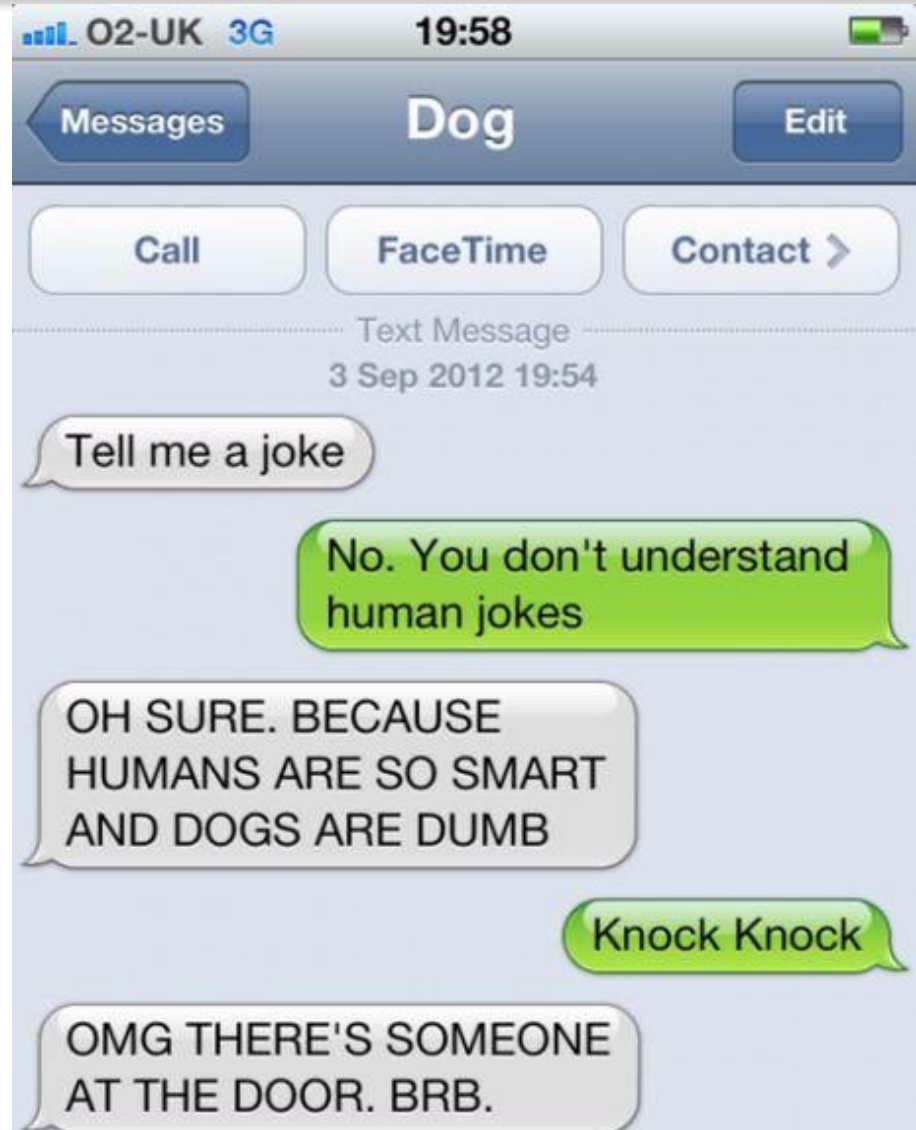 O2-UK 3G 19:58
Messages Dog Edit
Call FaceTime Contact
Text Message
3 Sep 2012 19:54
Tell me a joke
No. You don't understand
human jokes
OH SURE. BECAUSE
HUMANS ARE SO SMART
AND DOGS ARE DUMB
Knock Knock
OMG THERE'S SOMEONE
AT THE DOOR. BRB.